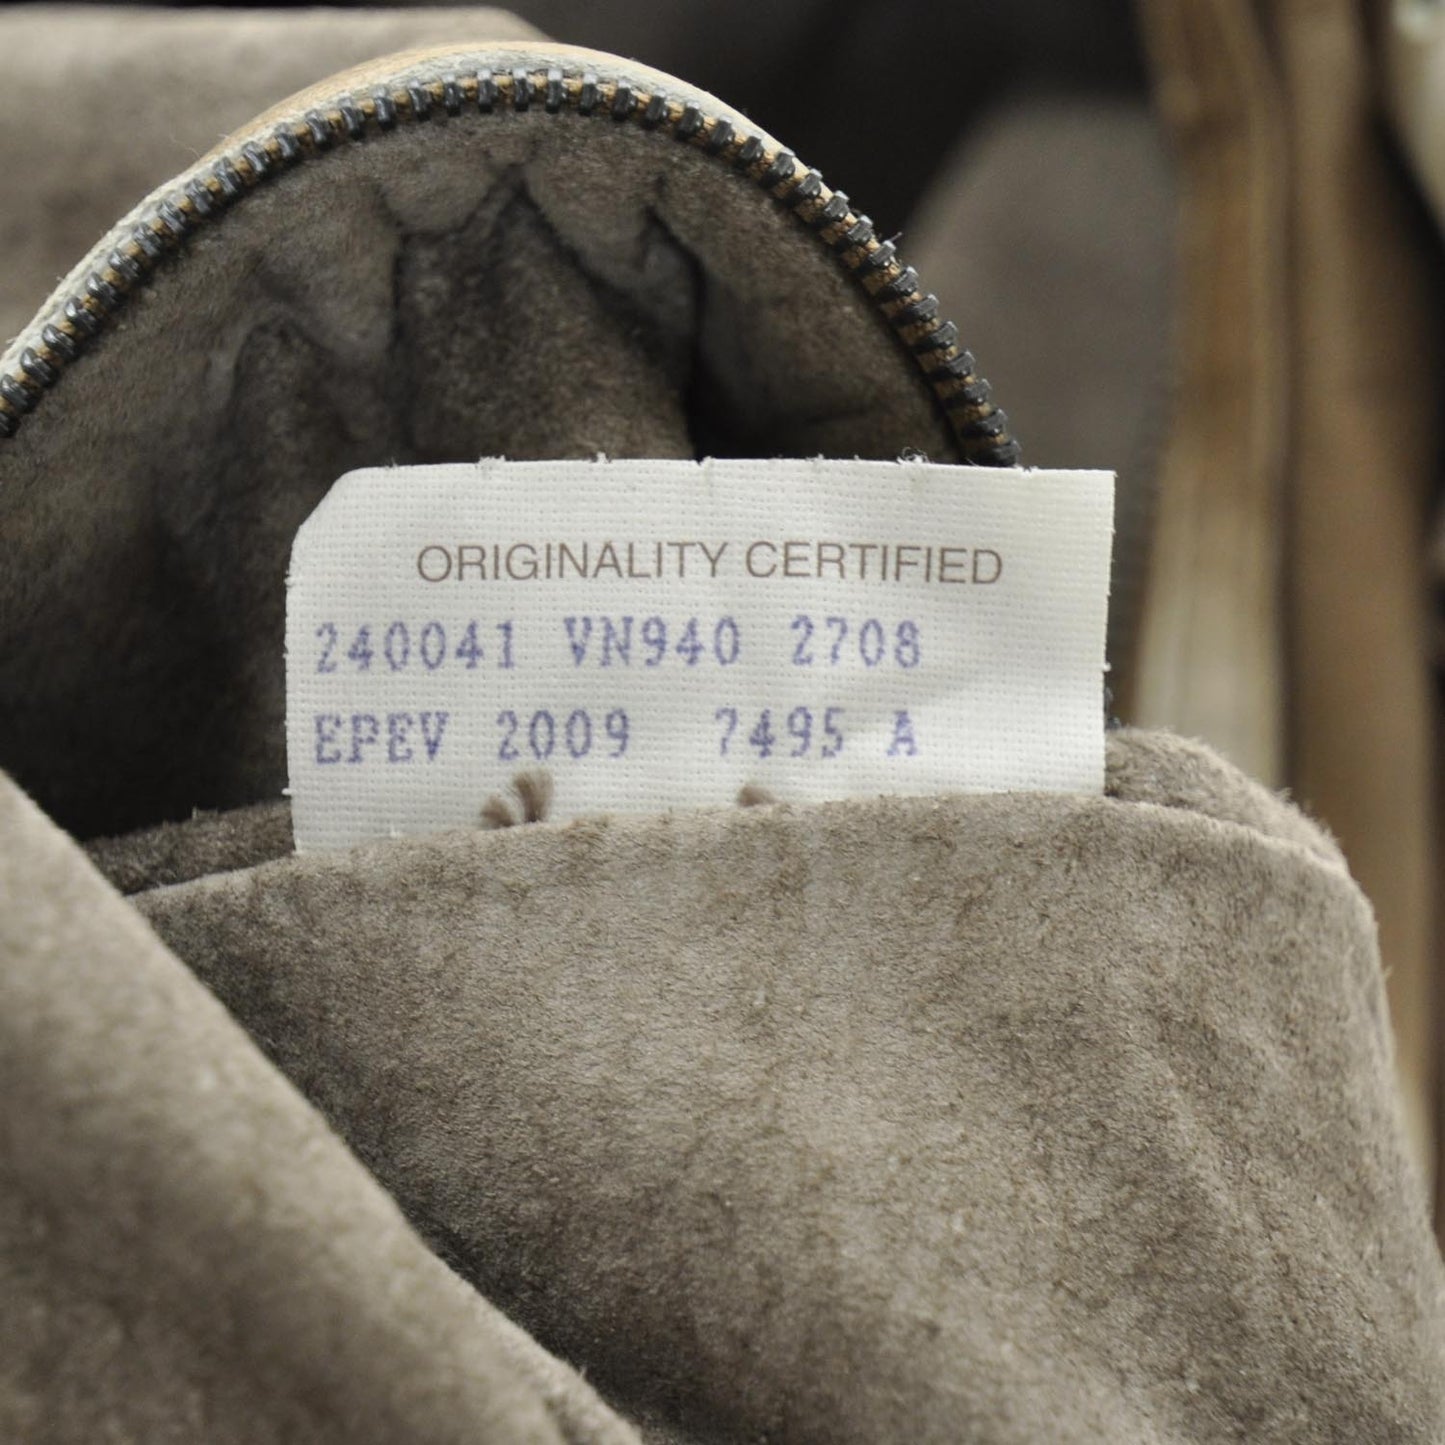 ORIGINALITY CERTIFIED
240041 VN940 2708
EPEV 2009 7495 A